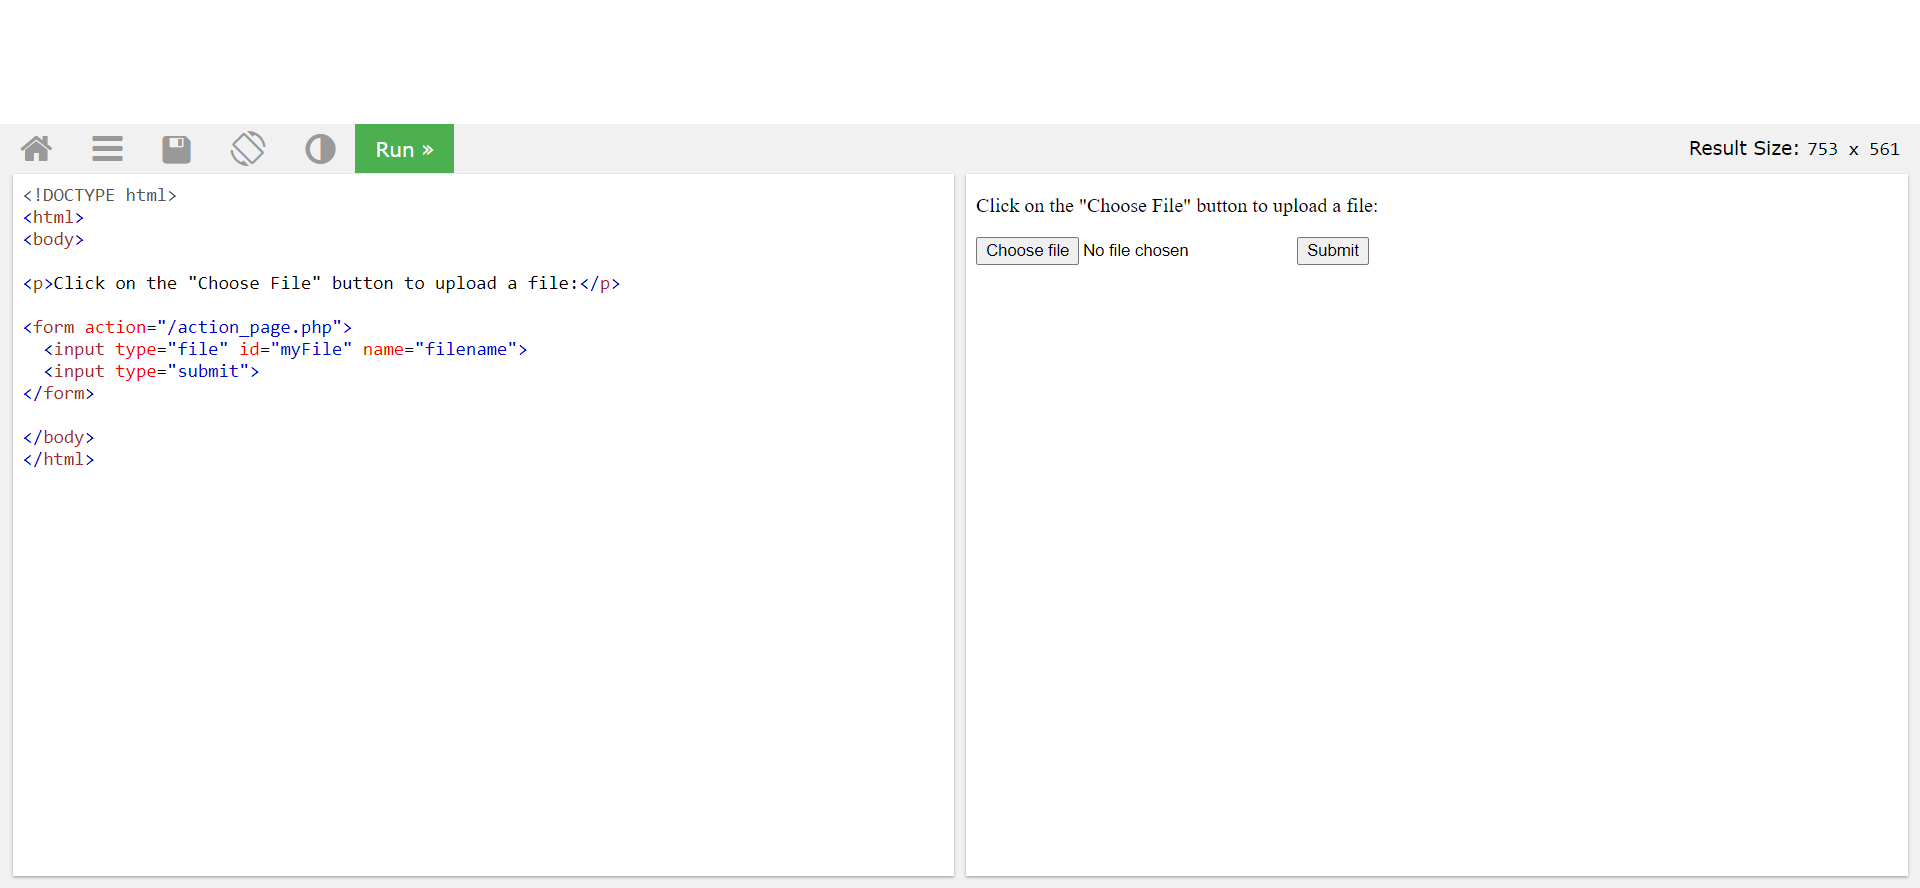 Run »
Result Size: 753 x 561
<!DOCTYPE html>
<html>
<body>
<p>Click on the "Choose File" button to upload a file:</p>
<form action="/action_page.php">
  <input type="file" id="myFile" name="filename">
  <input type="submit">
</form>
</body>
</html>
Click on the "Choose File" button to upload a file:
Choose file No file chosen Submit